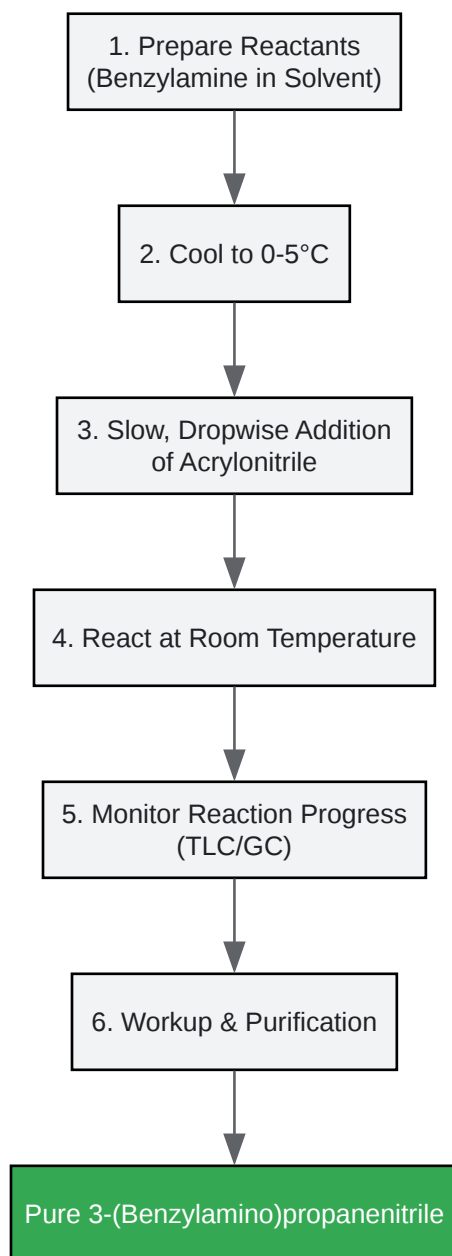 1. Prepare Reactants
(Benzylamine in Solvent)
2. Cool to 0-5°C
3. Slow, Dropwise Addition
of Acrylonitrile
4. React at Room Temperature
5. Monitor Reaction Progress
(TLC/GC)
6. Workup & Purification
Pure 3-(Benzylamino)propanenitrile